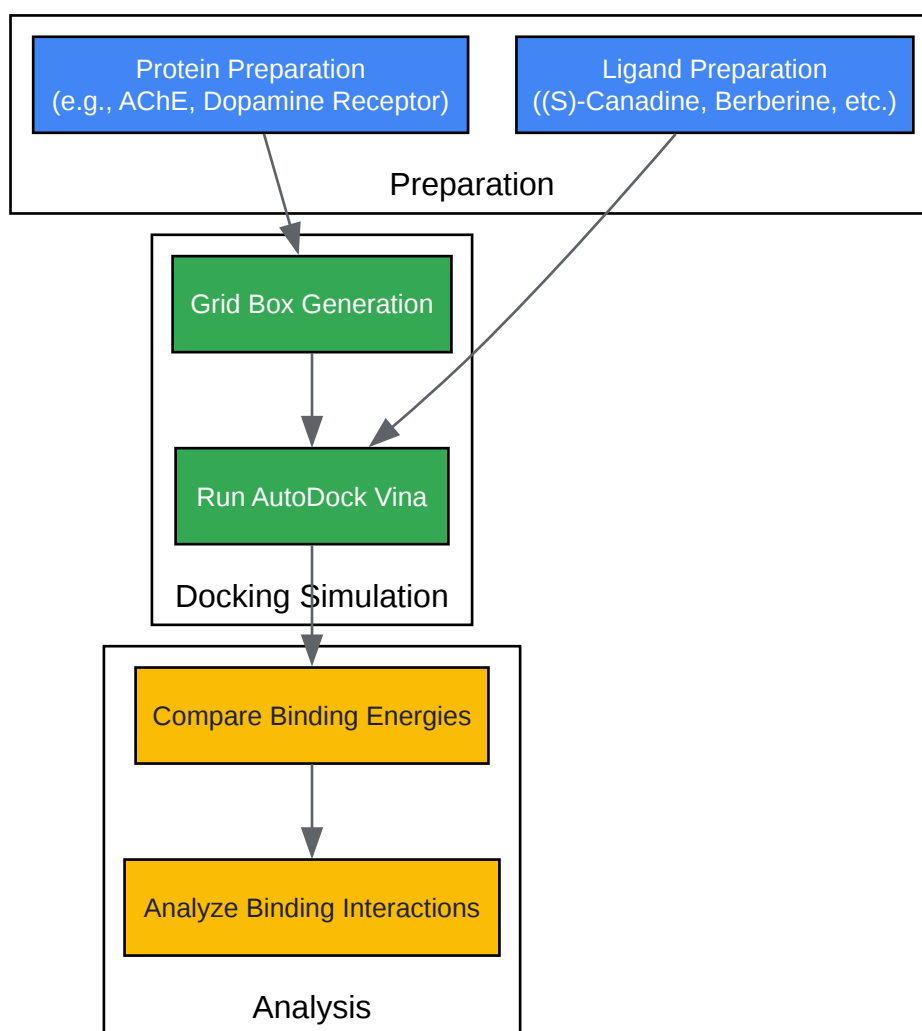 Protein Preparation
(e.g., AChE, Dopamine Receptor)
Ligand Preparation
((S)-Canadine, Berberine, etc.)
Preparation
Grid Box Generation
Run AutoDock Vina
Docking Simulation
Compare Binding Energies
Analyze Binding Interactions
Analysis